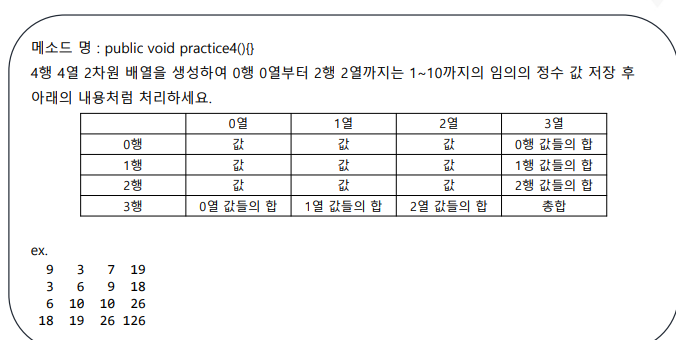 메소드 명 : public void practice4(){}
4행 4열 2차원 배열을 생성하여 0행 0열부터 2행 2열까지는 1~10까지의 임의의 정수 값 저장 후
아래의 내용처럼 처리하세요.
0열 1열 2열 3열
0행 값 값 값 0행 값들의 합
1행 값 값 값 1행 값들의 합
2행 값 값 값 2행 값들의 합
3행 0열 값들의 합 1열 값들의 합 2열 값들의 합 총합
ex.
9 3 7 19
3 6 9 18
6 10 10 26
18 19 26 126